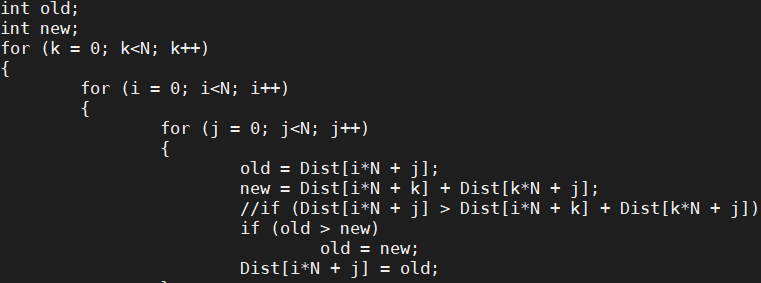 int old;
int new;
for (k = 0; k<N; k++)
{
        for (i = 0; i<N; i++)
        {
                for (j = 0; j<N; j++)
                {
                        old = Dist[i*N + j];
                        new = Dist[i*N + k] + Dist[k*N + j];
                        //if (Dist[i*N + j] > Dist[i*N + k] + Dist[k*N + j])
                        if (old > new)
                                old = new;
                        Dist[i*N + j] = old;